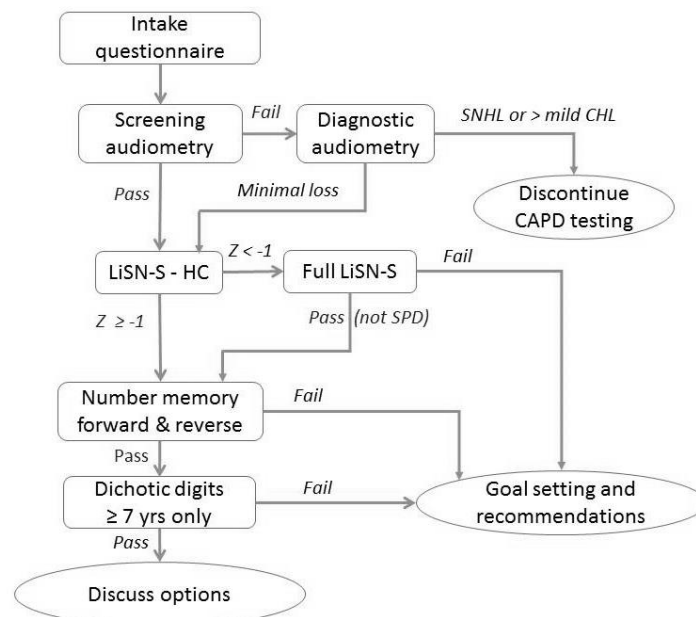 Intake
questionnaire
Screening
audiometry
Fail
Diagnostic
audiometry
SNHL or > mild CHL
Discontinue
CAPD testing
Pass
Minimal loss
LiSN-S - HC
Z < -1
Full LiSN-S
Fail
Z ≥ -1
Pass (not SPD)
Number memory
forward & reverse
Fail
Pass
Dichotic digits
≥ 7 yrs only
Fail
Goal setting and
recommendations
Pass
Discuss options